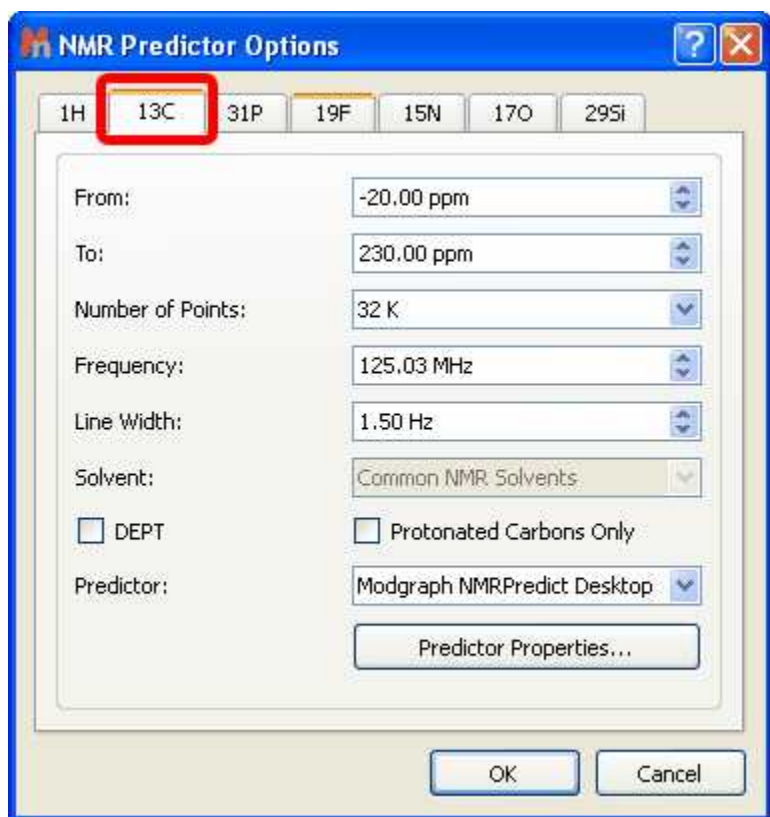 NMR Predictor Options
1H 13C 31P 19F 15N 17O 29Si
From: -20.00 ppm
To: 230.00 ppm
Number of Points: 32 K
Frequency: 125.03 MHz
Line Width: 1.50 Hz
Solvent: Common NMR Solvents
DEPT Protonated Carbons Only
Predictor: Modgraph NMRPredict Desktop
Predictor Properties...
OK Cancel